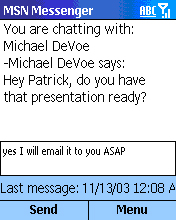 MSN Messenger ABC
You are chatting with:
Michael DeVoe
-Michael DeVoe says:
Hey Patrick, do you have
that presentation ready?
yes I will email it to you ASAP
Last message: 11/13/03 12:08 A
Send Menu